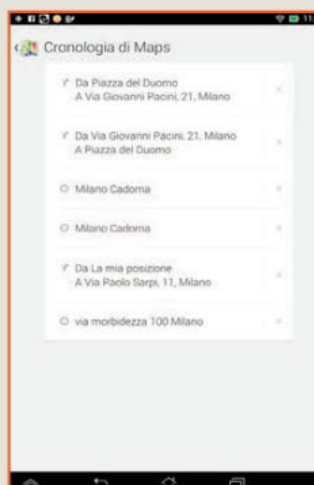 Cronologia di Maps
Da Piazza del Duomo
A Via Giovanni Pacini, 21, Milano
Da Via Giovanni Pacini, 21, Milano
A Piazza del Duomo
Milano Cadorna
Milano Cadorna
Da La mia posizione
A Via Paolo Sarpi, 11, Milano
via morbidezza 100 Milano